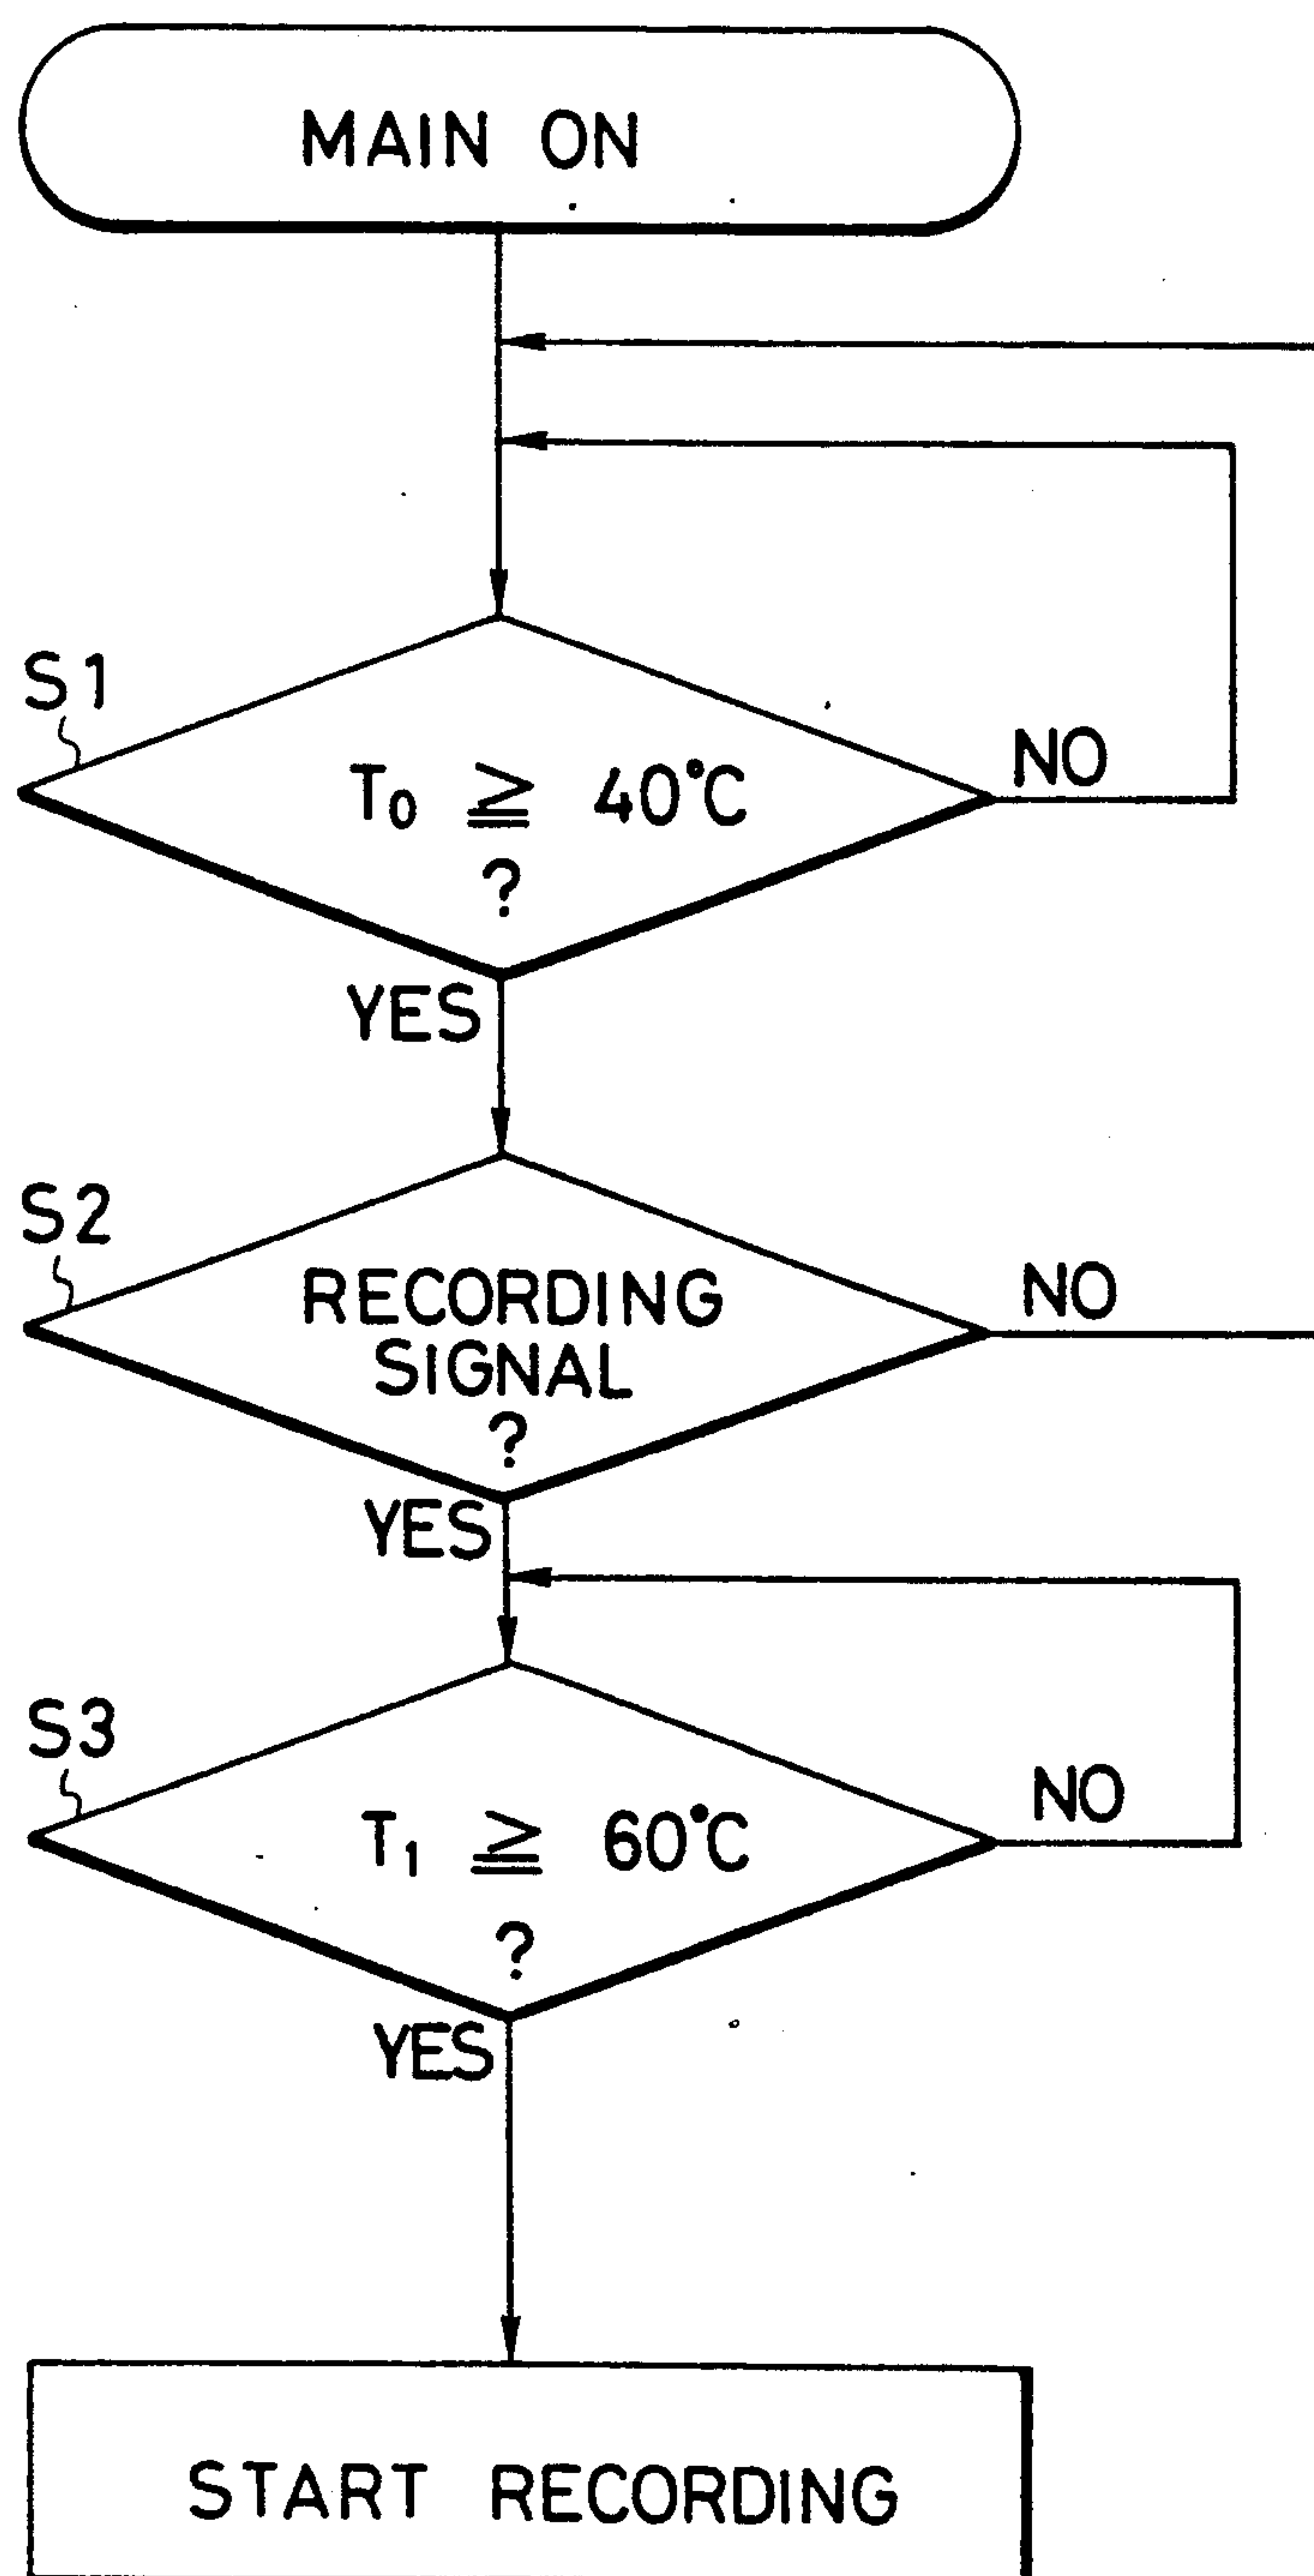 MAIN ON
S1
T₀ ≧ 40°C
?
NO
YES
S2
RECORDING
SIGNAL
?
NO
YES
S3
T₁ ≧ 60°C
?
NO
YES
START RECORDING